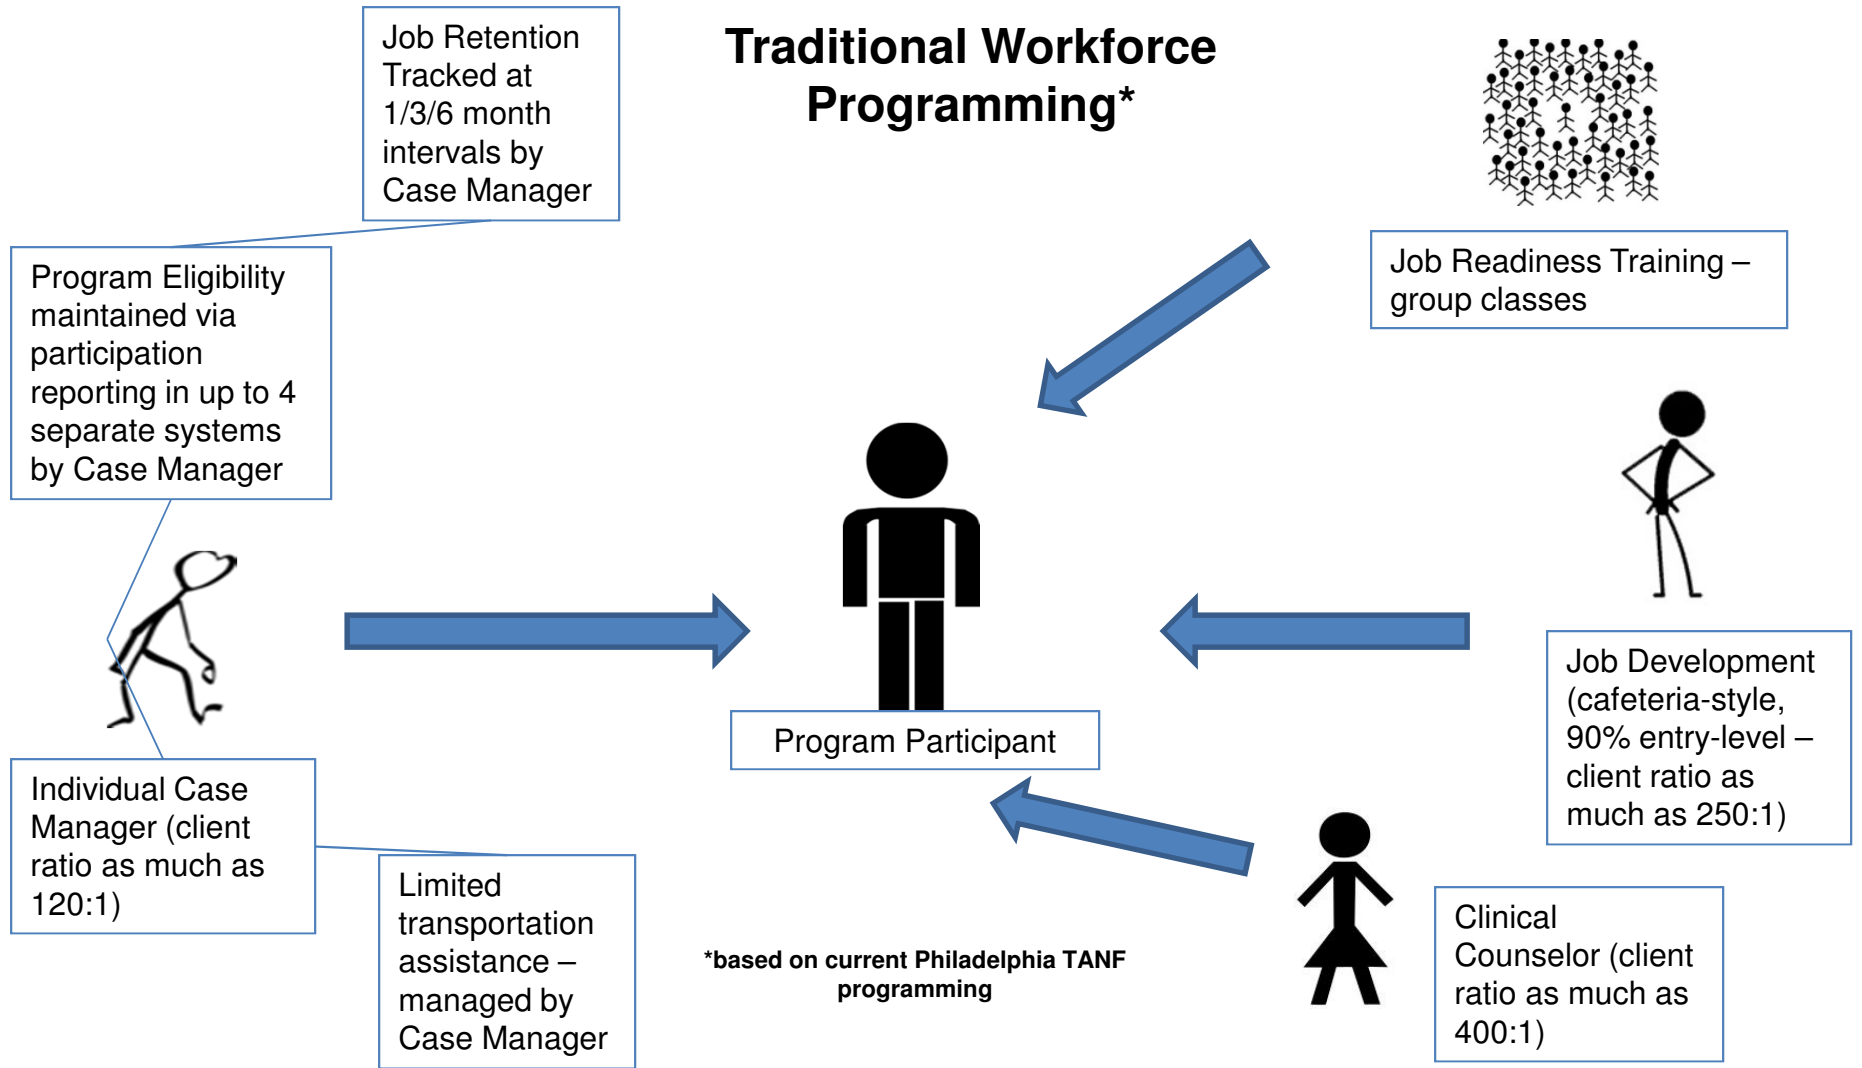 Traditional Workforce
Programming*
Job Retention
Tracked at
1/3/6 month
intervals by
Case Manager
Program Eligibility
maintained via
participation
reporting in up to 4
separate systems
by Case Manager
Individual Case
Manager (client
ratio as much as
120:1)
Limited
transportation
assistance –
managed by
Case Manager
Program Participant
*based on current Philadelphia TANF
programming
Job Readiness Training –
group classes
Job Development
(cafeteria-style,
90% entry-level –
client ratio as
much as 250:1)
Clinical
Counselor (client
ratio as much as
400:1)